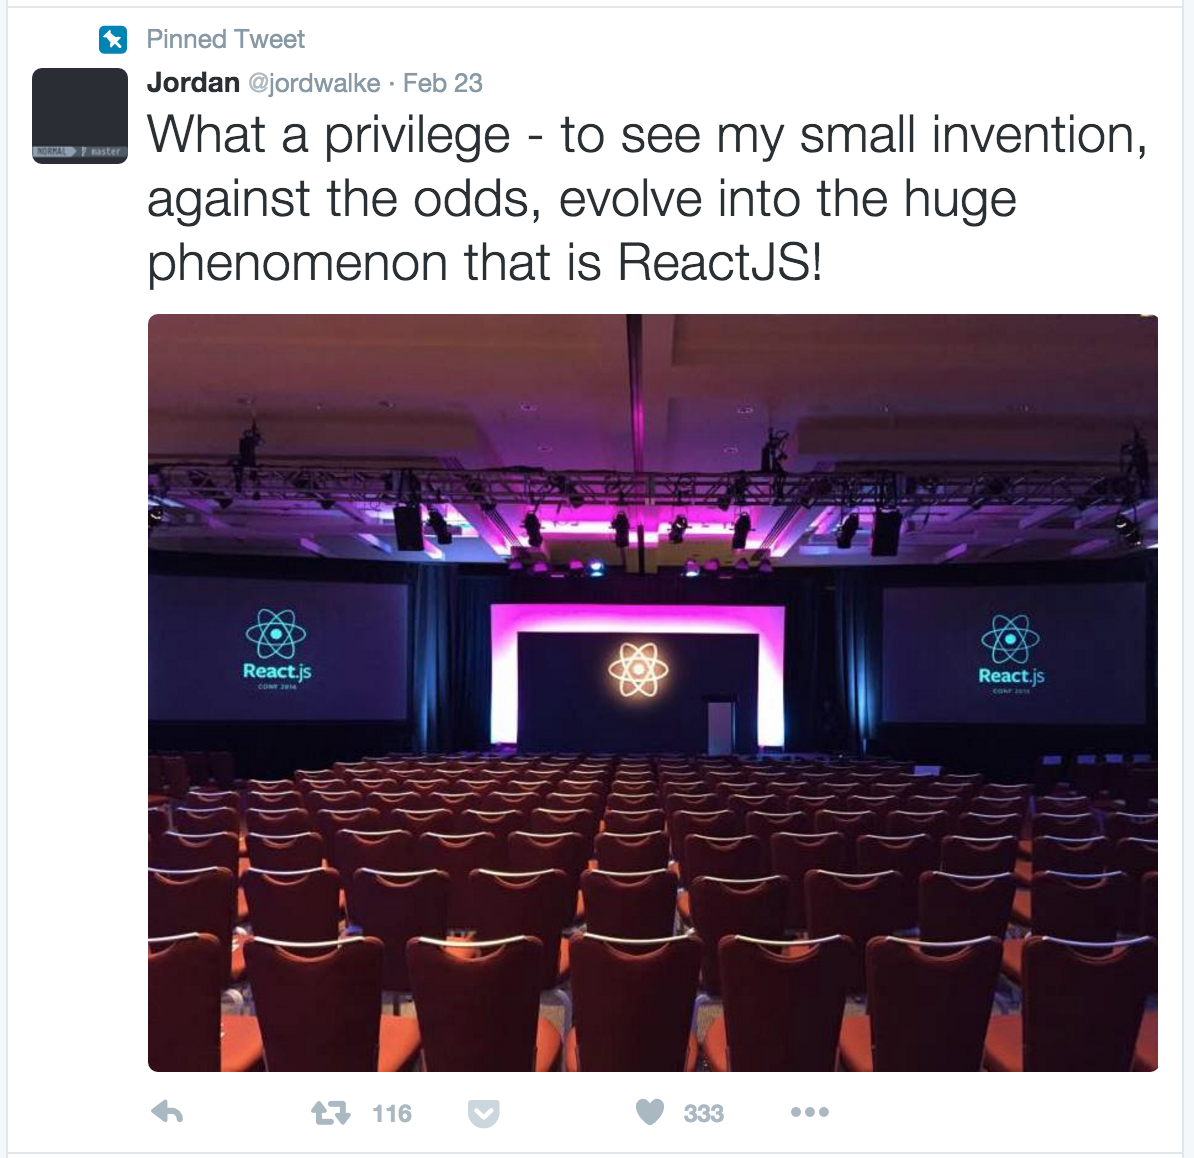 Pinned Tweet
Jordan @jordwalke · Feb 23
NORMAL master
What a privilege - to see my small invention,
against the odds, evolve into the huge
phenomenon that is ReactJS!
React.js
CONF 2016
React.js
CONF 2016
116 333